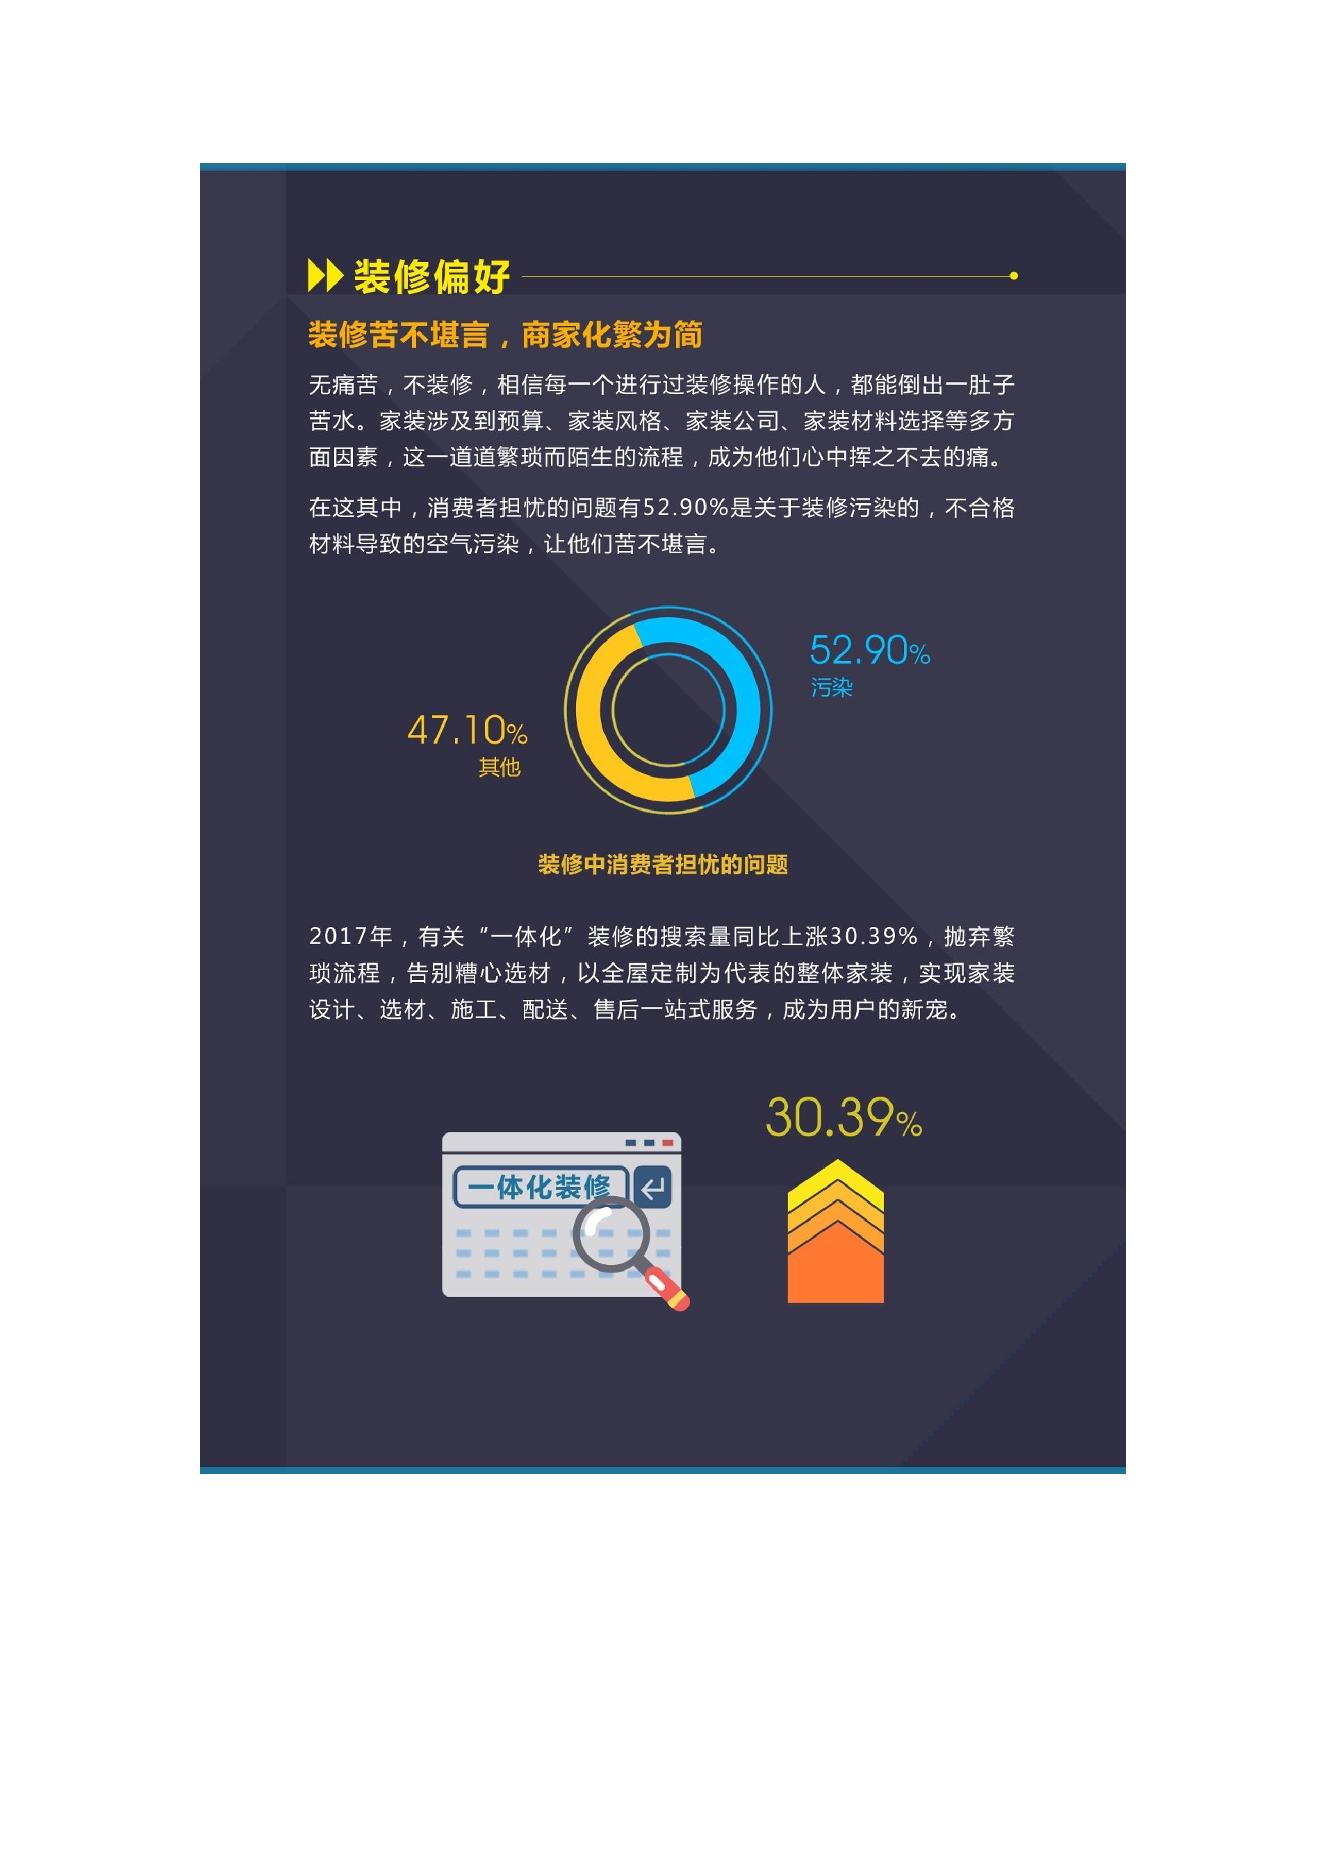 装修偏好
装修苦不堪言，商家化繁为简
无痛苦，不装修，相信每一个进行过装修操作的人，都能倒出一肚子
苦水。家装涉及到预算、家装风格、家装公司、家装材料选择等多方
面因素，这一道道繁琐而陌生的流程，成为他们心中挥之不去的痛。
在这其中，消费者担忧的问题有52.90%是关于装修污染的，不合格
材料导致的空气污染，让他们苦不堪言。
52.90%
污染
47.10%
其他
装修中消费者担忧的问题
2017年，有关“一体化”装修的搜索量同比上涨30.39%，抛弃繁
琐流程，告别糟心选材，以全屋定制为代表的整体家装，实现家装
设计、选材、施工、配送、售后一站式服务，成为用户的新宠。
30.39%
一体化装修